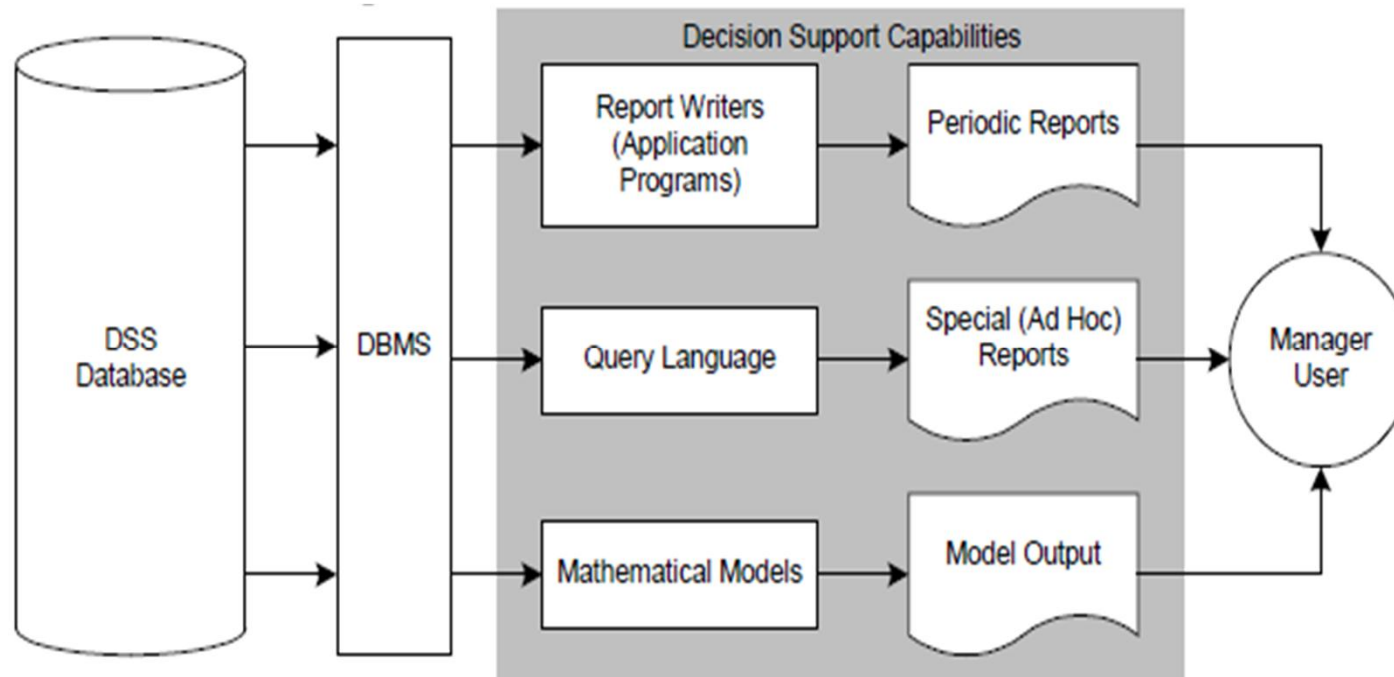 Decision Support Capabilities
Report Writers
(Application
Programs)
Periodic Reports
DSS
Database
DBMS
Query Language
Special (Ad Hoc)
Reports
Manager
User
Mathematical Models
Model Output